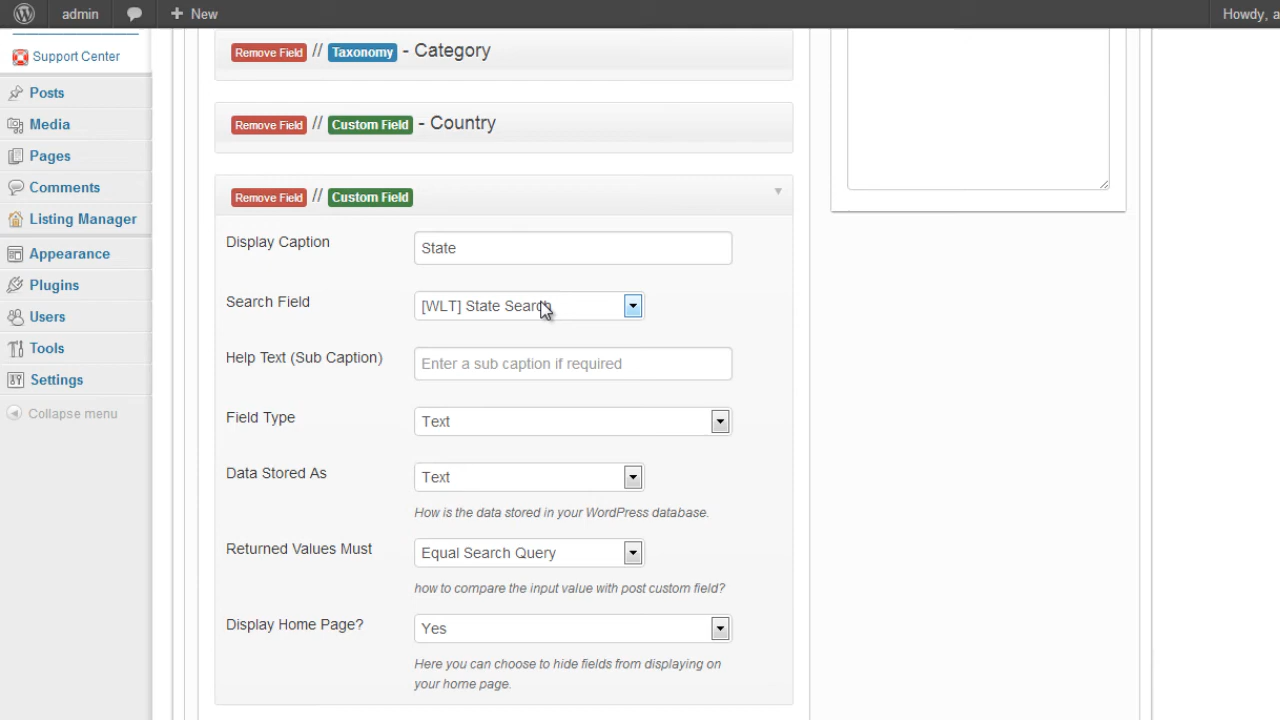 admin New Howdy, a
Support Center
Posts
Media
Pages
Comments
Listing Manager
Appearance
Plugins
Users
Tools
Settings
Collapse menu
Remove Field // Taxonomy - Category
Remove Field // Custom Field - Country
Remove Field // Custom Field
Display Caption State
Search Field [WLT] State Search
Help Text (Sub Caption) Enter a sub caption if required
Field Type Text
Data Stored As Text
How is the data stored in your WordPress database.
Returned Values Must Equal Search Query
how to compare the input value with post custom field?
Display Home Page? Yes
Here you can choose to hide fields from displaying on
your home page.